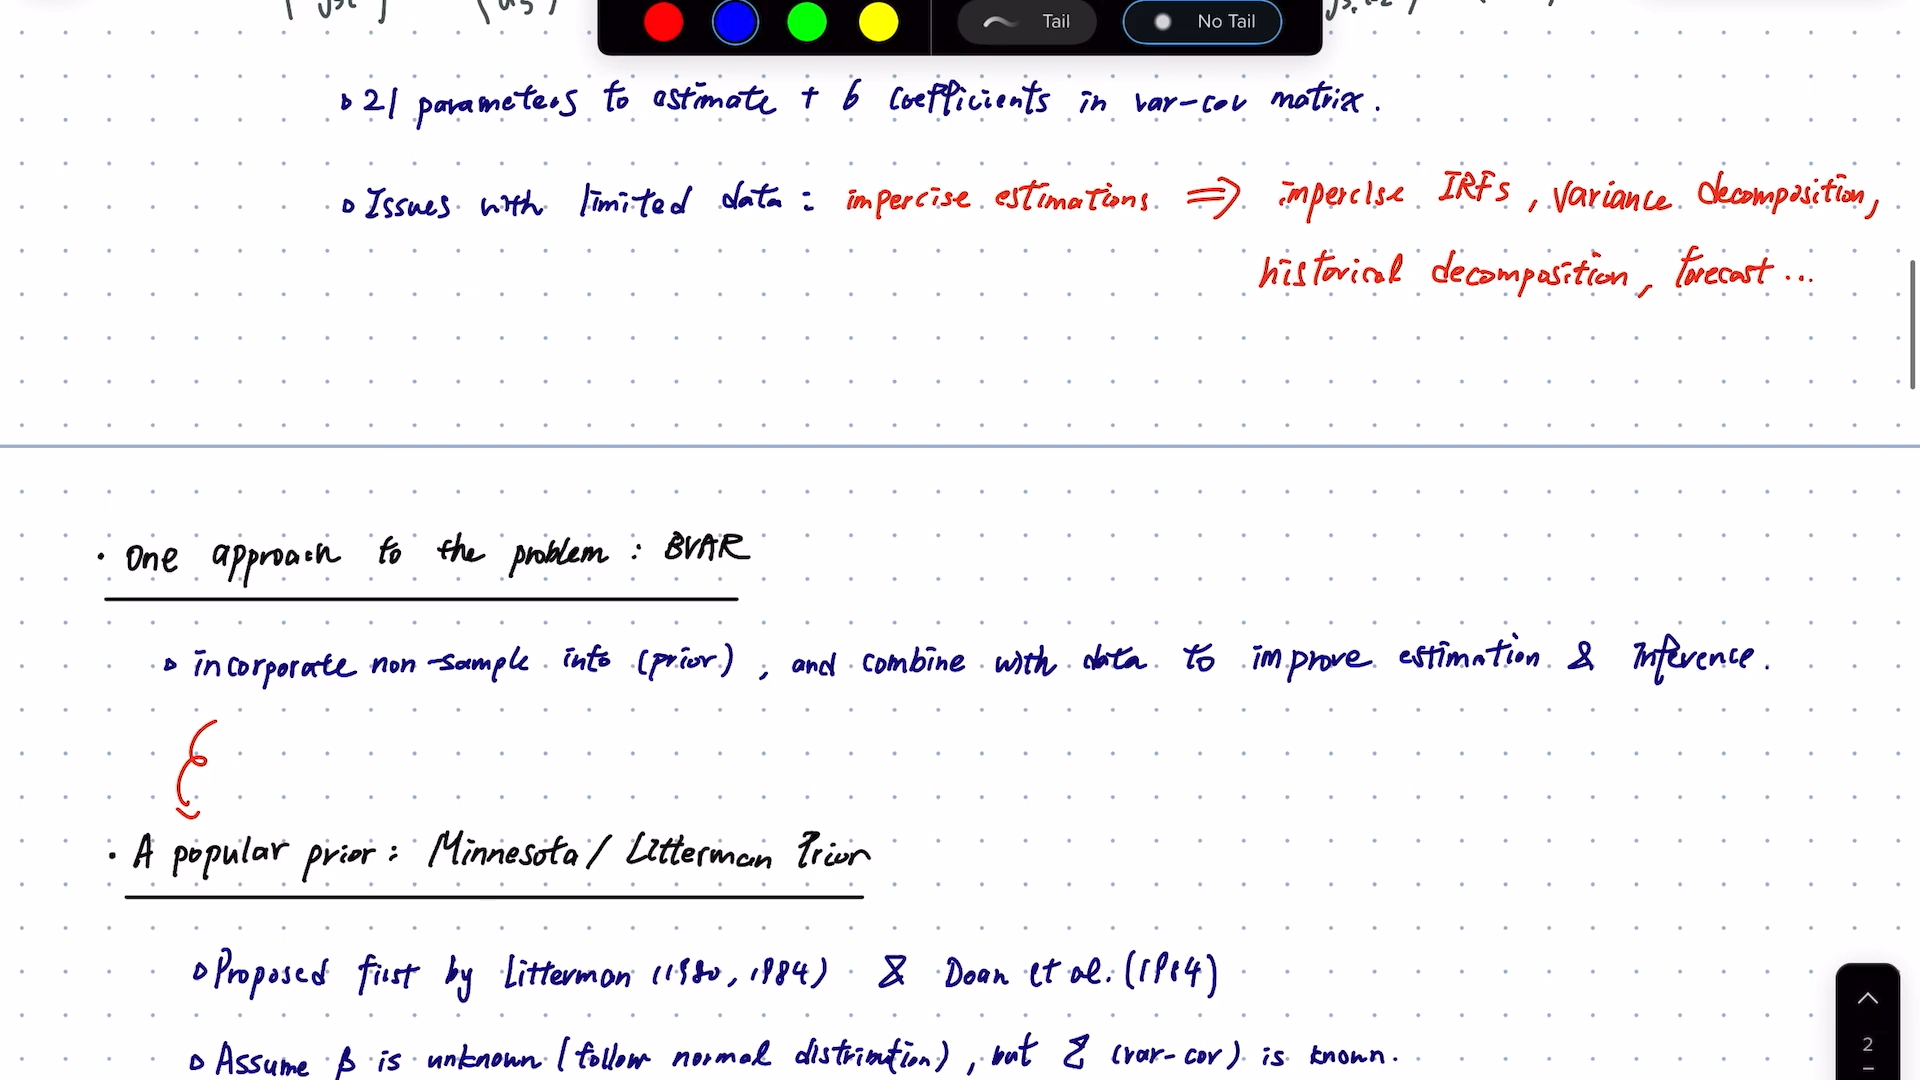 Tail No Tail
▹ 21 parameters to estimate + 6 coefficients in var-cov matrix.
▹ Issues with limited data : impercise estimations ⇒ impercise IRFs, variance decomposition,
historical decomposition, forecast ...
· One approach to the problem : BVAR
▹ incorporate non-sample info (prior), and combine with data to improve estimation & Inference.
· A popular prior : Minnesota / Litterman Prior
▹ Proposed first by Litterman (1980, 1984) & Doan et al. (1984)
▹ Assume β is unknown (follow normal distribution), but Σ (var-cov) is known.
2